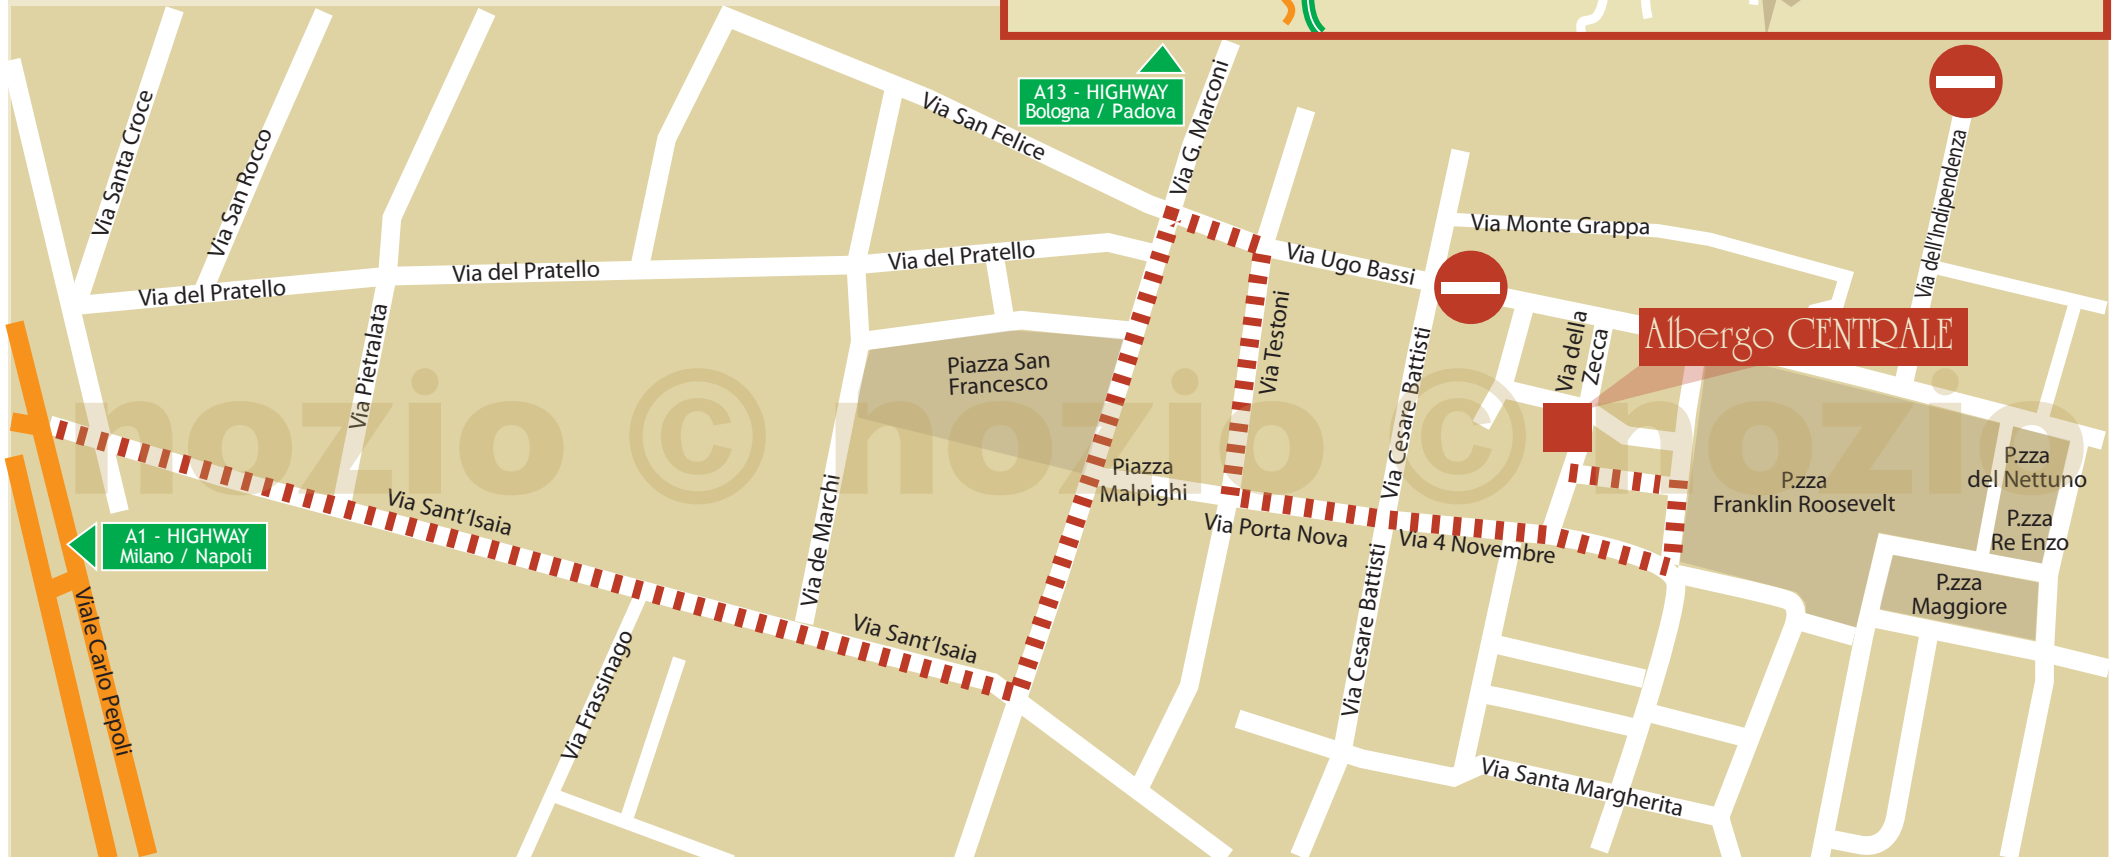 A13 - HIGHWAY
Bologna / Padova
Via G. Marconi
Via San Felice
Via Santa Croce
Via San Rocco
Via del Pratello
Via del Pratello
Via del Pratello
Via Monte Grappa
Via dell'Indipendenza
Via Ugo Bassi
Via della
Zecca
Albergo CENTRALE
Via Pietralata
Piazza San
Francesco
Via Testoni
Via Cesare Battisti
nozio © nozio © nozio
Piazza
Malpighi
P.zza
Franklin Roosevelt
P.zza
del Nettuno
P.zza
Re Enzo
P.zza
Maggiore
Via Sant'Isaia
Via de Marchi
Via Porta Nova
Via 4 Novembre
A1 - HIGHWAY
Milano / Napoli
Viale Carlo Pepoli
Via Frassinago
Via Sant'Isaia
Via Cesare Battisti
Via Santa Margherita